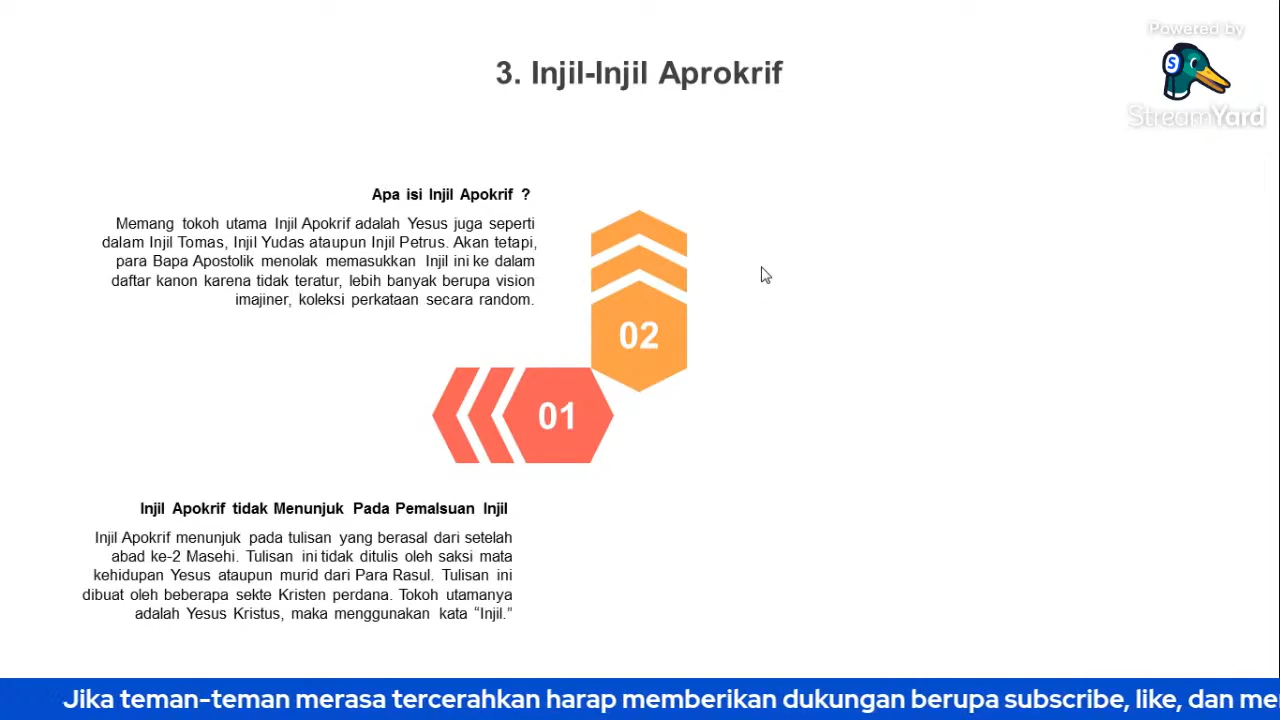 Powered by
S
StreamYard
3. Injil-Injil Aprokrif
Apa isi Injil Apokrif ?
Memang tokoh utama Injil Apokrif adalah Yesus juga seperti
dalam Injil Tomas, Injil Yudas ataupun Injil Petrus. Akan tetapi,
para Bapa Apostolik menolak memasukkan Injil ini ke dalam
daftar kanon karena tidak teratur, lebih banyak berupa vision
imajiner, koleksi perkataan secara random.
02
01
Injil Apokrif tidak Menunjuk Pada Pemalsuan Injil
Injil Apokrif menunjuk pada tulisan yang berasal dari setelah
abad ke-2 Masehi. Tulisan ini tidak ditulis oleh saksi mata
kehidupan Yesus ataupun murid dari Para Rasul. Tulisan ini
dibuat oleh beberapa sekte Kristen perdana. Tokoh utamanya
adalah Yesus Kristus, maka menggunakan kata “Injil.”
Jika teman-teman merasa tercerahkan harap memberikan dukungan berupa subscribe, like, dan me